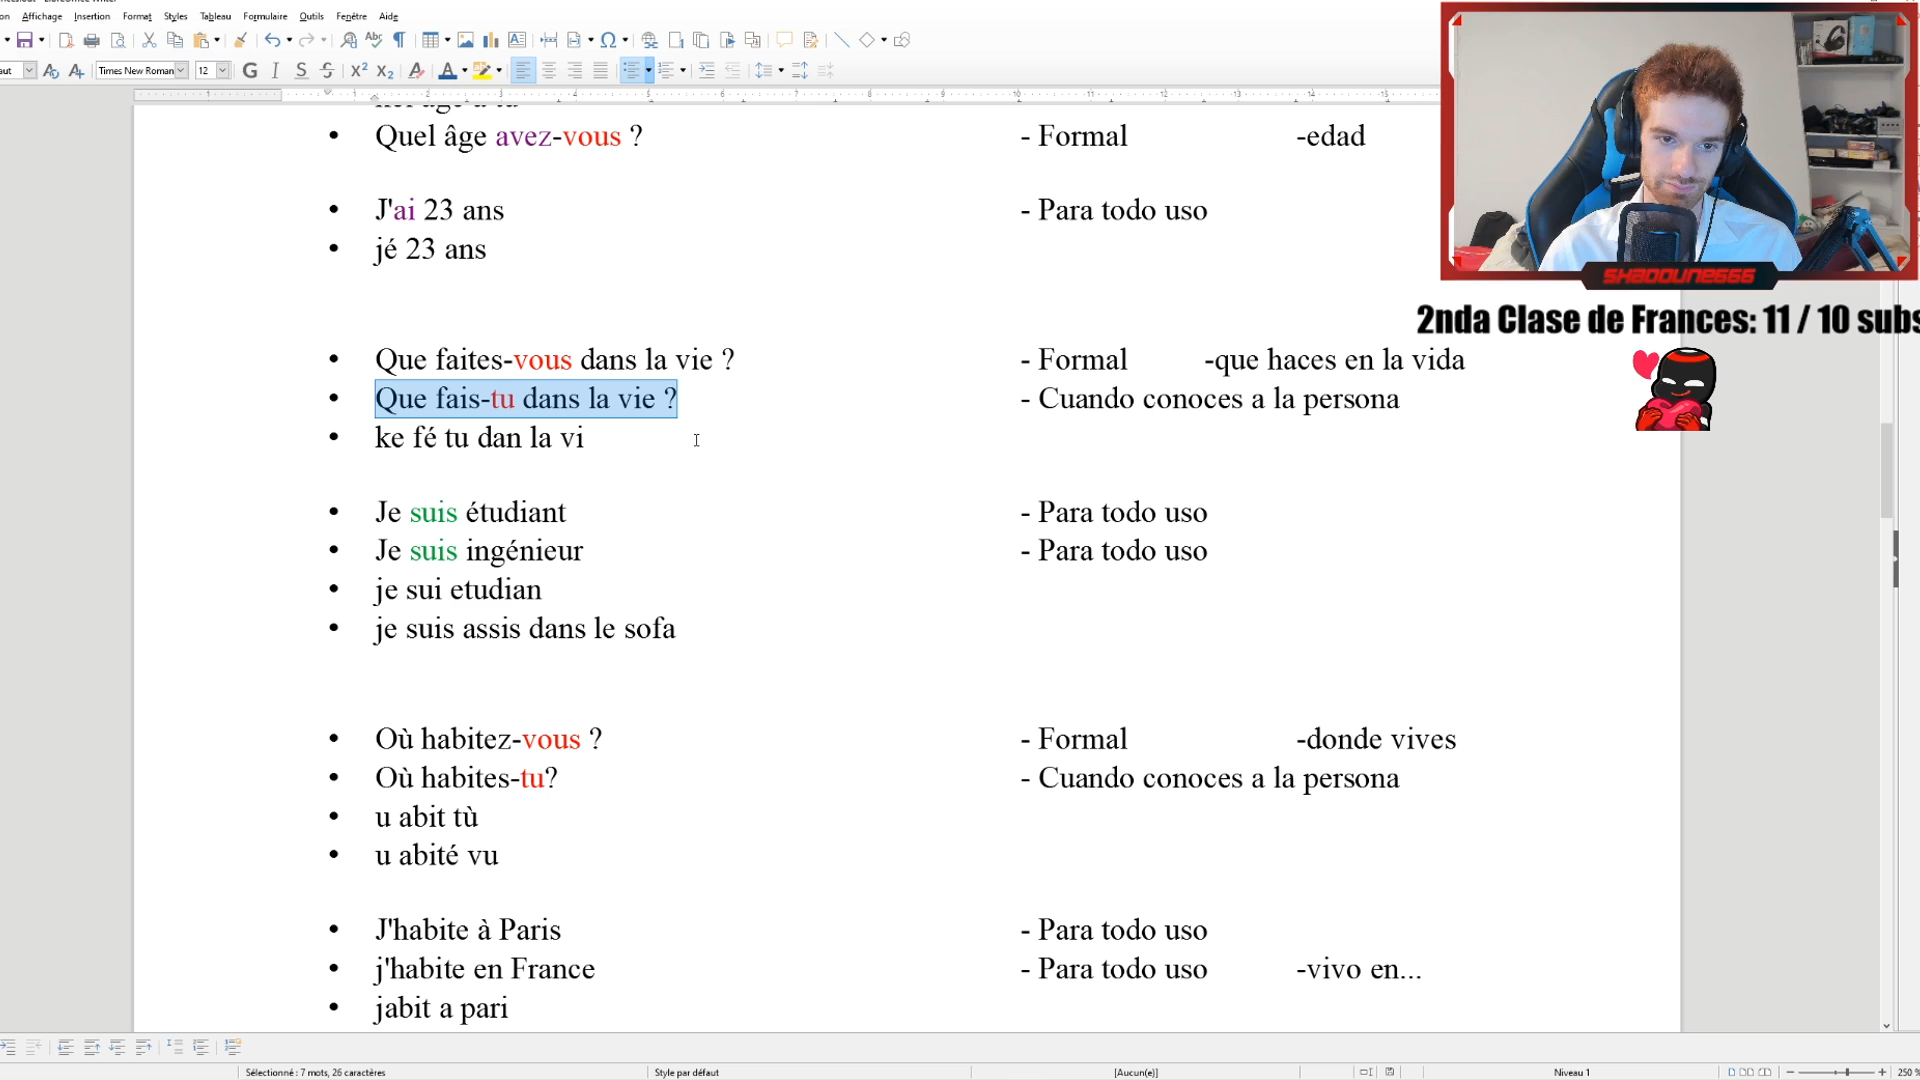 on Affichage Insertion Format Styles Tableau Formulaire Outils Fenêtre Aide
aut Times New Roman 12
Quel âge avez-vous ? - Formal -edad
J'ai 23 ans - Para todo uso
jé 23 ans
SHADOUNE666
2nda Clase de Frances: 11 / 10 subs
Que faites-vous dans la vie ? - Formal -que haces en la vida
Que fais-tu dans la vie ? - Cuando conoces a la persona
ke fé tu dan la vi
Je suis étudiant - Para todo uso
Je suis ingénieur - Para todo uso
je sui etudian
je suis assis dans le sofa
Où habitez-vous ? - Formal -donde vives
Où habites-tu? - Cuando conoces a la persona
u abit tù
u abité vu
J'habite à Paris - Para todo uso
j'habite en France - Para todo uso -vivo en...
jabit a pari
Sélectionné : 7 mots, 26 caractères Style par défaut [Aucun(e)] Niveau 1 250 %